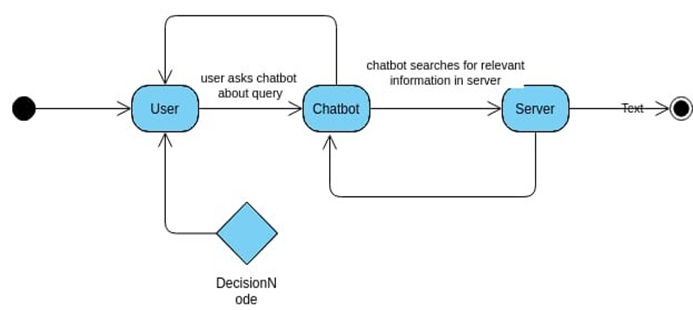 user asks chatbot
about query
chatbot searches for relevant
information in server
User
Chatbot
Server
Text
DecisionN
ode